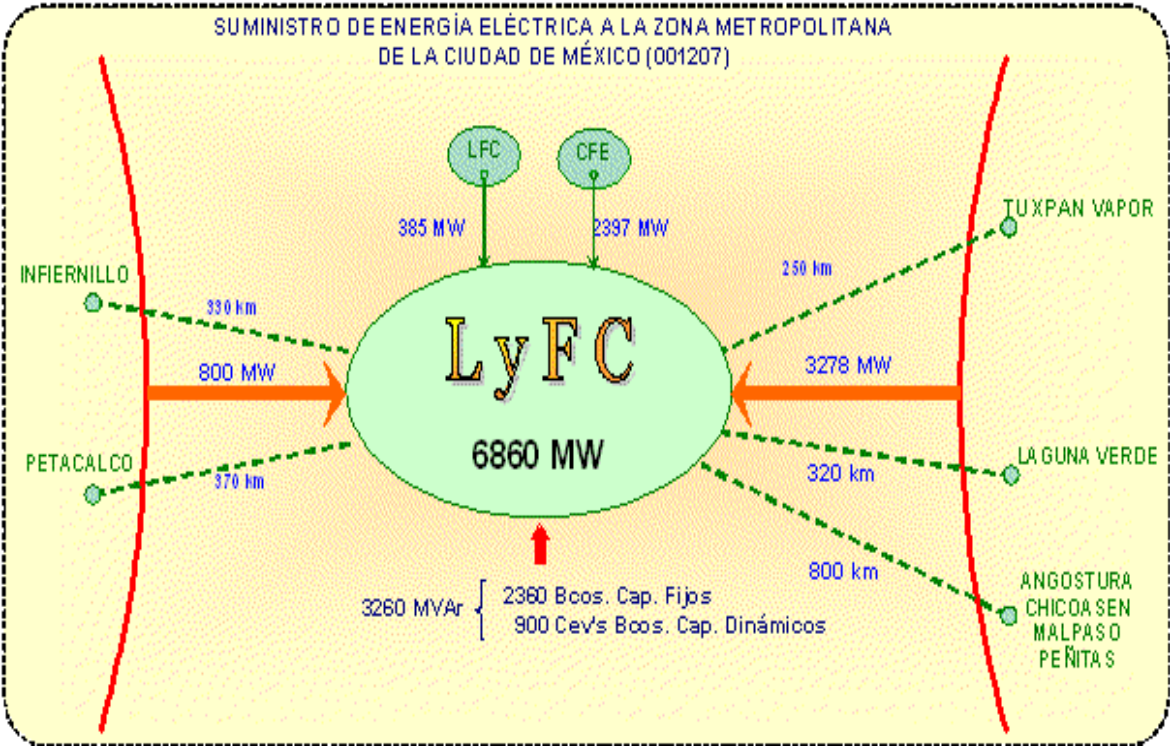 SUMINISTRO DE ENERGÍA ELÉCTRICA A LA ZONA METROPOLITANA
DE LA CIUDAD DE MÉXICO (001207)
LFC
CFE
385 MW
2397 MW
TUXPAN VAPOR
250 km
INFIERNILLO
330 km
LyFC
800 MW
3278 MW
6860 MW
PETACALCO
370 km
LAGUNA VERDE
320 km
800 km
3260 MVAr { 2360 Bcos. Cap. Fijos
900 Cev's Bcos. Cap. Dinámicos
ANGOSTURA
CHICOASEN
MALPASO
PEÑITAS